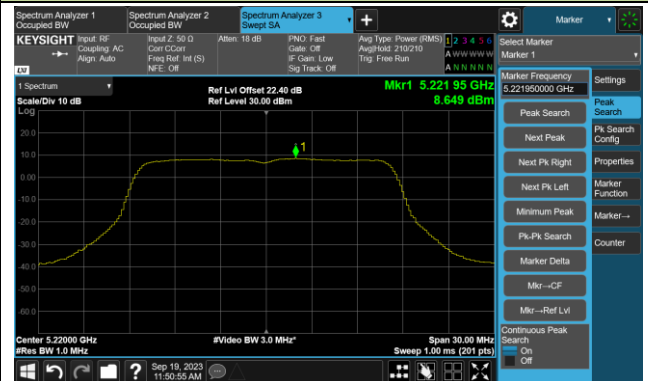 Spectrum Analyzer 1
Occupied BW
Spectrum Analyzer 2
Occupied BW
Spectrum Analyzer 3
Swept SA
Marker
KEYSIGHT
Input: RF
Coupling: AC
Align: Auto
Input Z: 50 Ω
Corr CCorr
Freq Ref: Int (S)
NFE: Off
Atten: 18 dB
PNO: Fast
Gate: Off
IF Gain: Low
Sig Track: Off
Avg Type: Power (RMS)
Avg|Hold: 210/210
Trig: Free Run
1 2 3 4 5 6
A W W W W W
A N N N N N
LXI
Select Marker
Marker 1
1 Spectrum
Scale/Div 10 dB
Log
Ref Lvl Offset 22.40 dB
Ref Level 30.00 dBm
Mkr1 5.221 95 GHz
8.649 dBm
Marker Frequency
5.221950000 GHz
Peak Search
Next Peak
Next Pk Right
Next Pk Left
Minimum Peak
Pk-Pk Search
Marker Delta
Mkr→CF
Mkr→Ref Lvl
Continuous Peak
Search
On
Off
Settings
Peak
Search
Pk Search
Config
Properties
Marker
Function
Marker→
Counter
20.0
10.0
0.00
-10.0
-20.0
-30.0
-40.0
-50.0
-60.0
1
Center 5.22000 GHz
#Res BW 1.0 MHz
#Video BW 3.0 MHz*
Span 30.00 MHz
Sweep 1.00 ms (201 pts)
?
Sep 19, 2023
11:50:55 AM